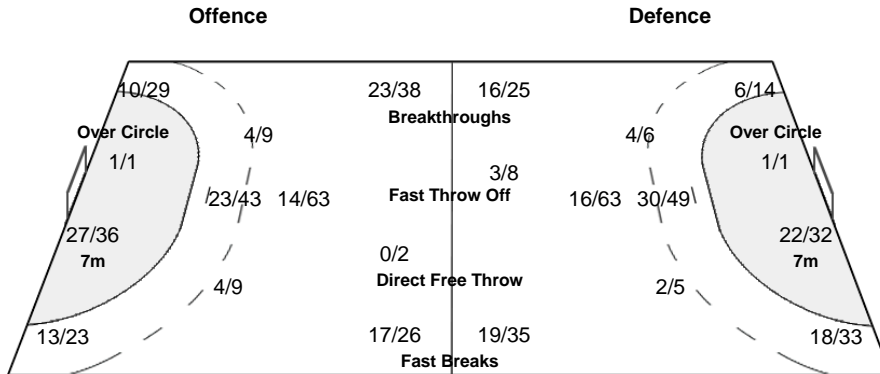 Offence Defence
10/29 23/38 16/25 6/14
Breakthroughs
Over Circle 4/9 4/6 Over Circle
1/1 3/8 1/1
23/43 14/63 Fast Throw Off 16/63 30/49
27/36 22/32
7m 0/2 7m
Direct Free Throw
4/9 2/5
13/23 17/26 19/35 18/33
Fast Breaks